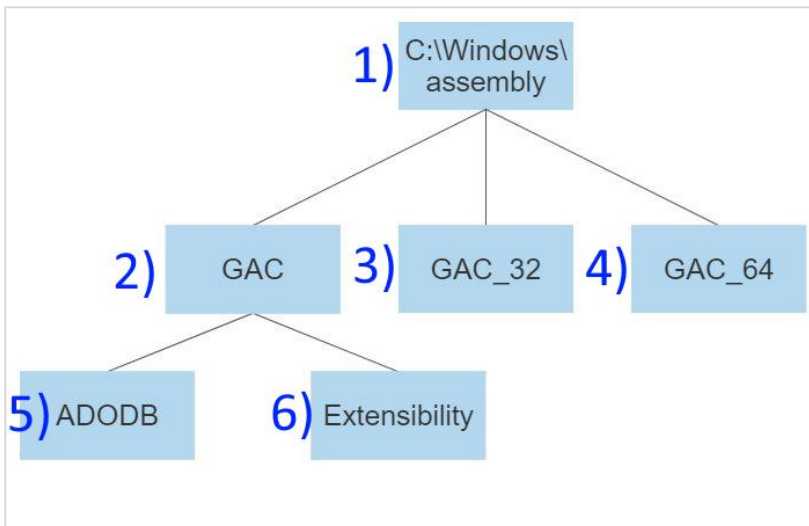 1)
C:\Windows\
assembly
2)
GAC
3)
GAC_32
4)
GAC_64
5)
ADODB
6)
Extensibility